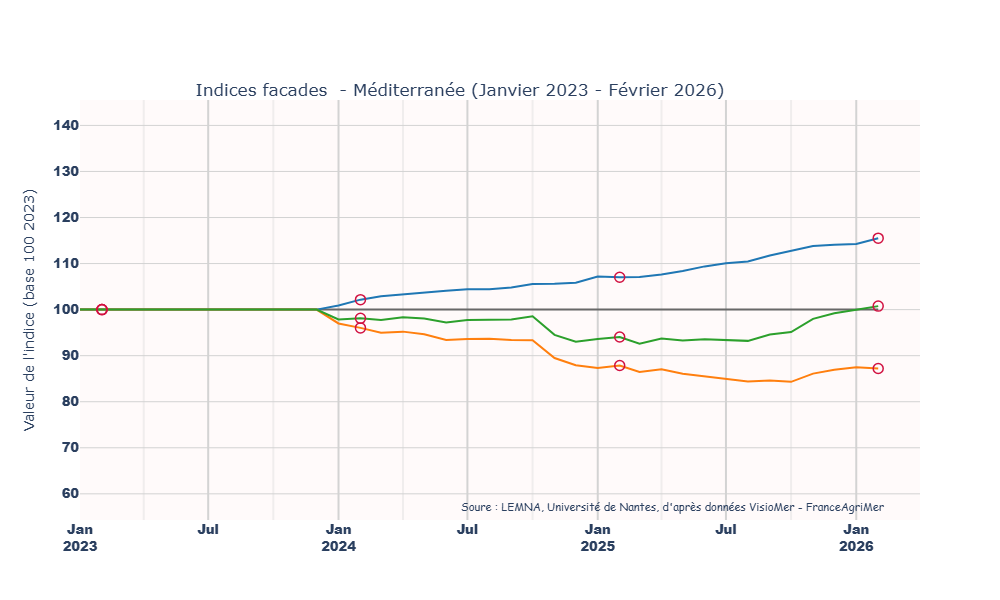 Indices facades - Méditerranée (Janvier 2023 - Février 2026)
Valeur de l'Indice (base 100 2023)
140
130
120
110
100
90
80
70
60
Soure : LEMNA, Université de Nantes, d'après données VisioMer - FranceAgriMer
Jan Jul Jan Jul Jan Jul Jan
2023 2024 2025 2026